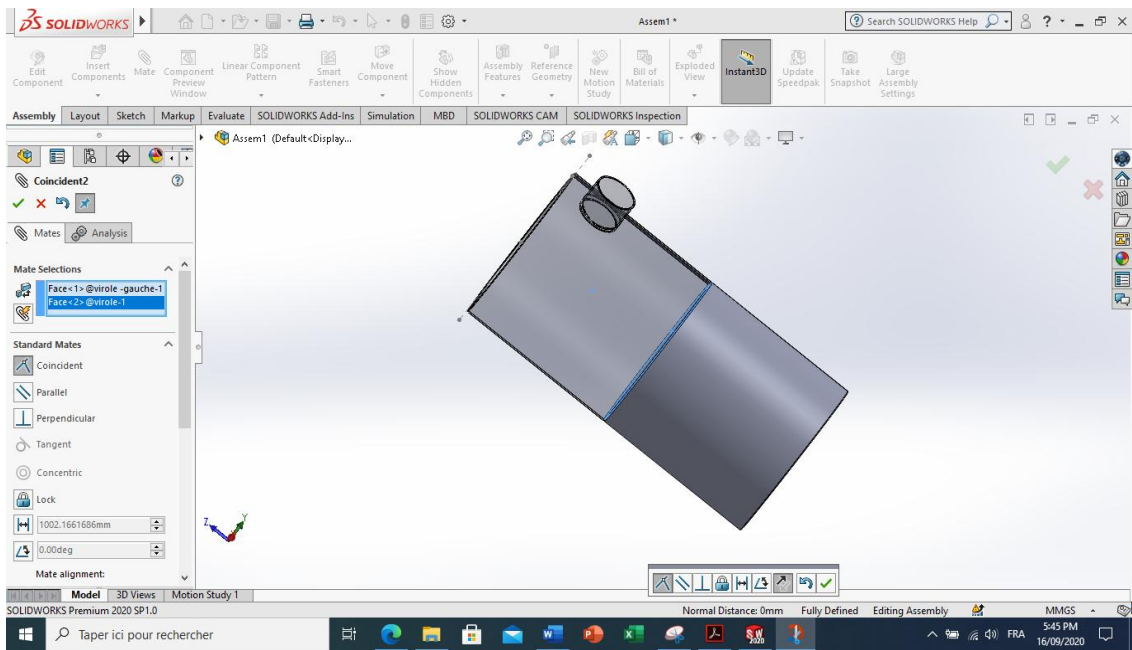 SOLIDWORKS
Assem1 *
Search SOLIDWORKS Help
Edit Component
Insert Components
Mate
Component Preview Window
Linear Component Pattern
Smart Fasteners
Move Component
Show Hidden Components
Assembly Features
Reference Geometry
New Motion Study
Bill of Materials
Exploded View
Instant3D
Update Speedpak
Take Snapshot
Large Assembly Settings
Assembly Layout Sketch Markup Evaluate SOLIDWORKS Add-Ins Simulation MBD SOLIDWORKS CAM SOLIDWORKS Inspection
Assem1 (Default<Display...
Coincident2
Mates Analysis
Mate Selections
Face<1>@virole -gauche-1
Face<2>@virole-1
Standard Mates
Coincident
Parallel
Perpendicular
Tangent
Concentric
Lock
1002.1661686mm
0.00deg
Mate alignment:
Z Y
Model 3D Views Motion Study 1
SOLIDWORKS Premium 2020 SP1.0 Normal Distance: 0mm Fully Defined Editing Assembly MMGS
Taper ici pour rechercher
FRA
5:45 PM
16/09/2020